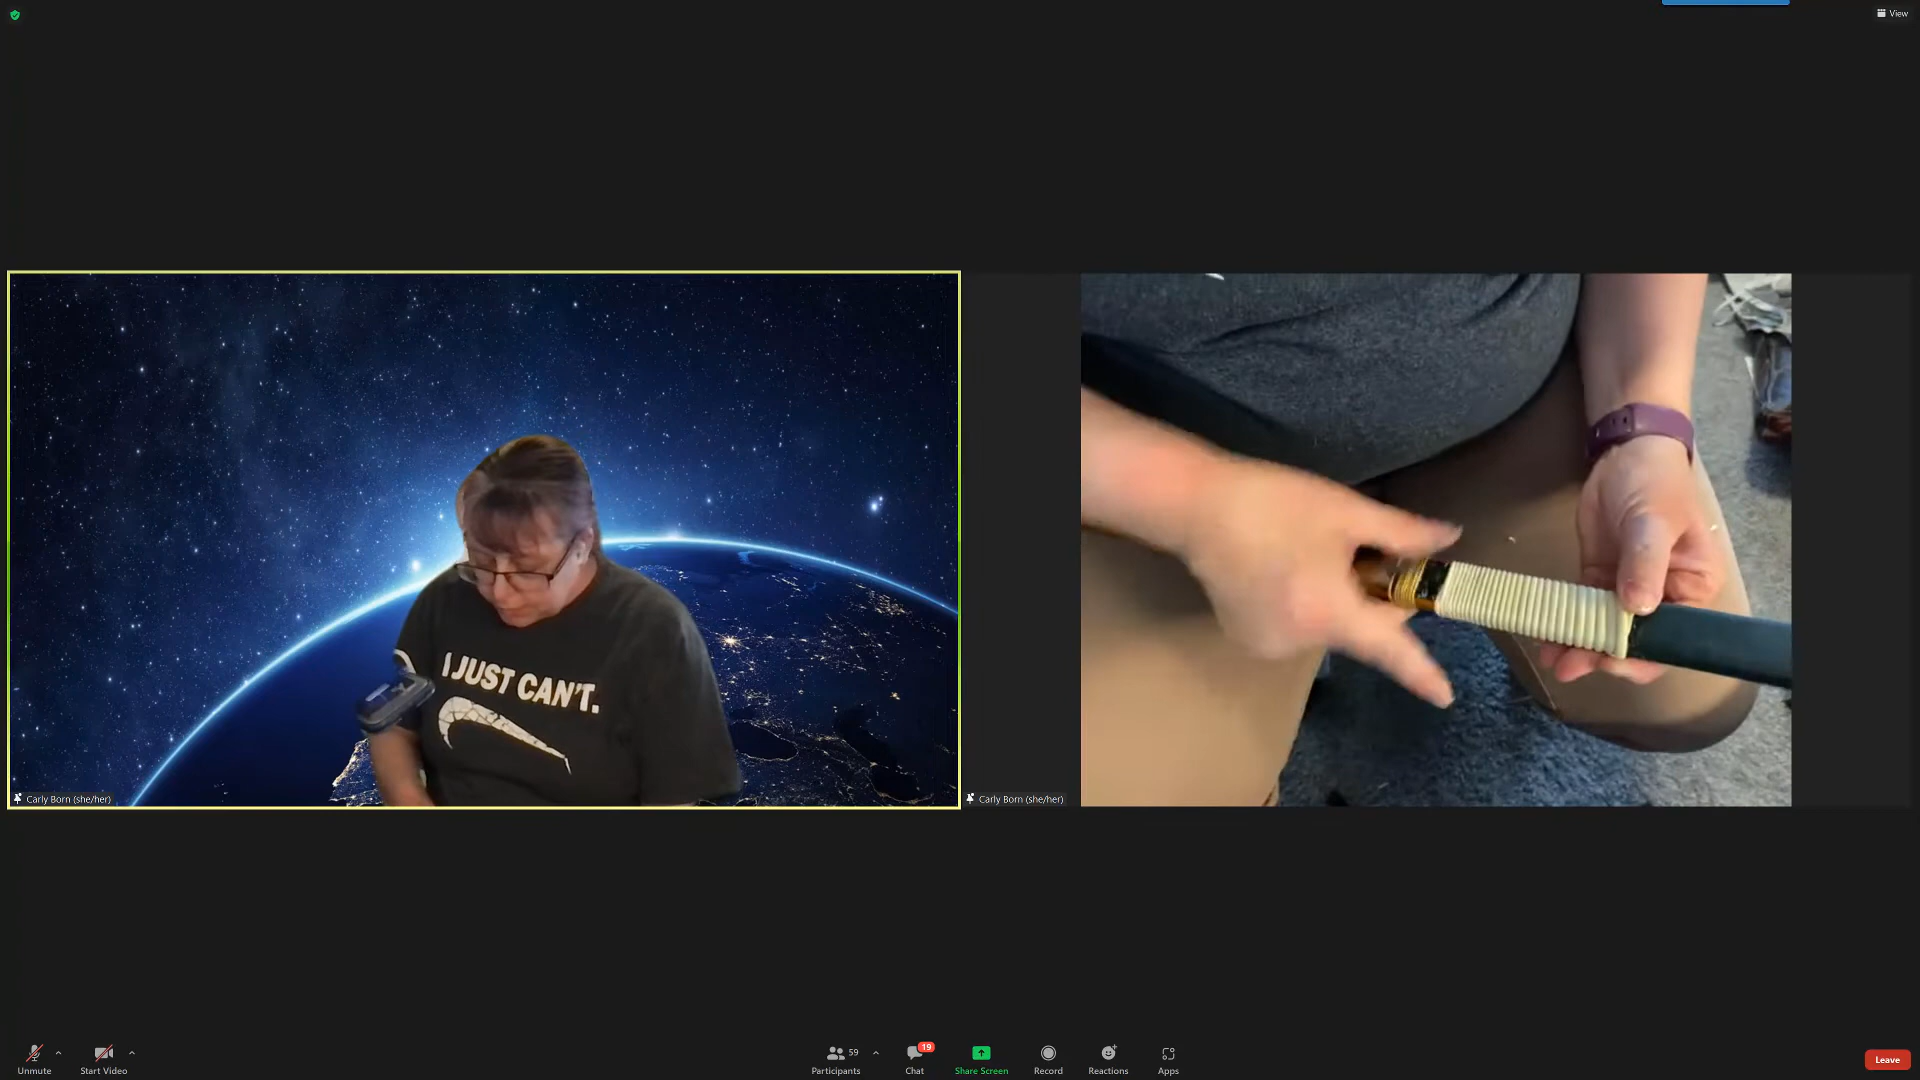 View
I JUST CAN'T.
Carly Born (she/her)
Carly Born (she/her)
Unmute
Start Video
59
Participants
19
Chat
Share Screen
Record
Reactions
Apps
Leave